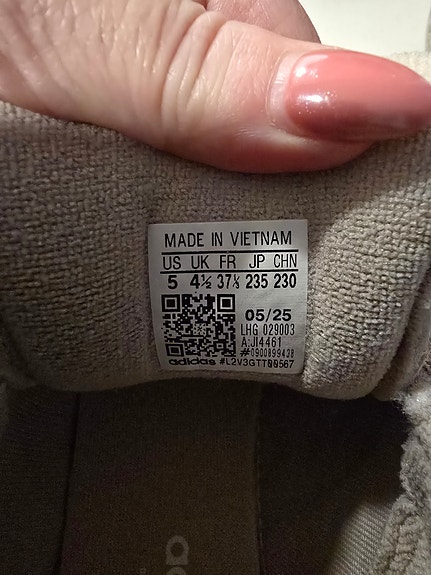 MADE IN VIETNAM
US UK FR JP CHN
5 4½ 37⅓ 235 230
05/25
LHG 029003
A:JI4461
#0900899438
adidas #L2V3GTT00567
a